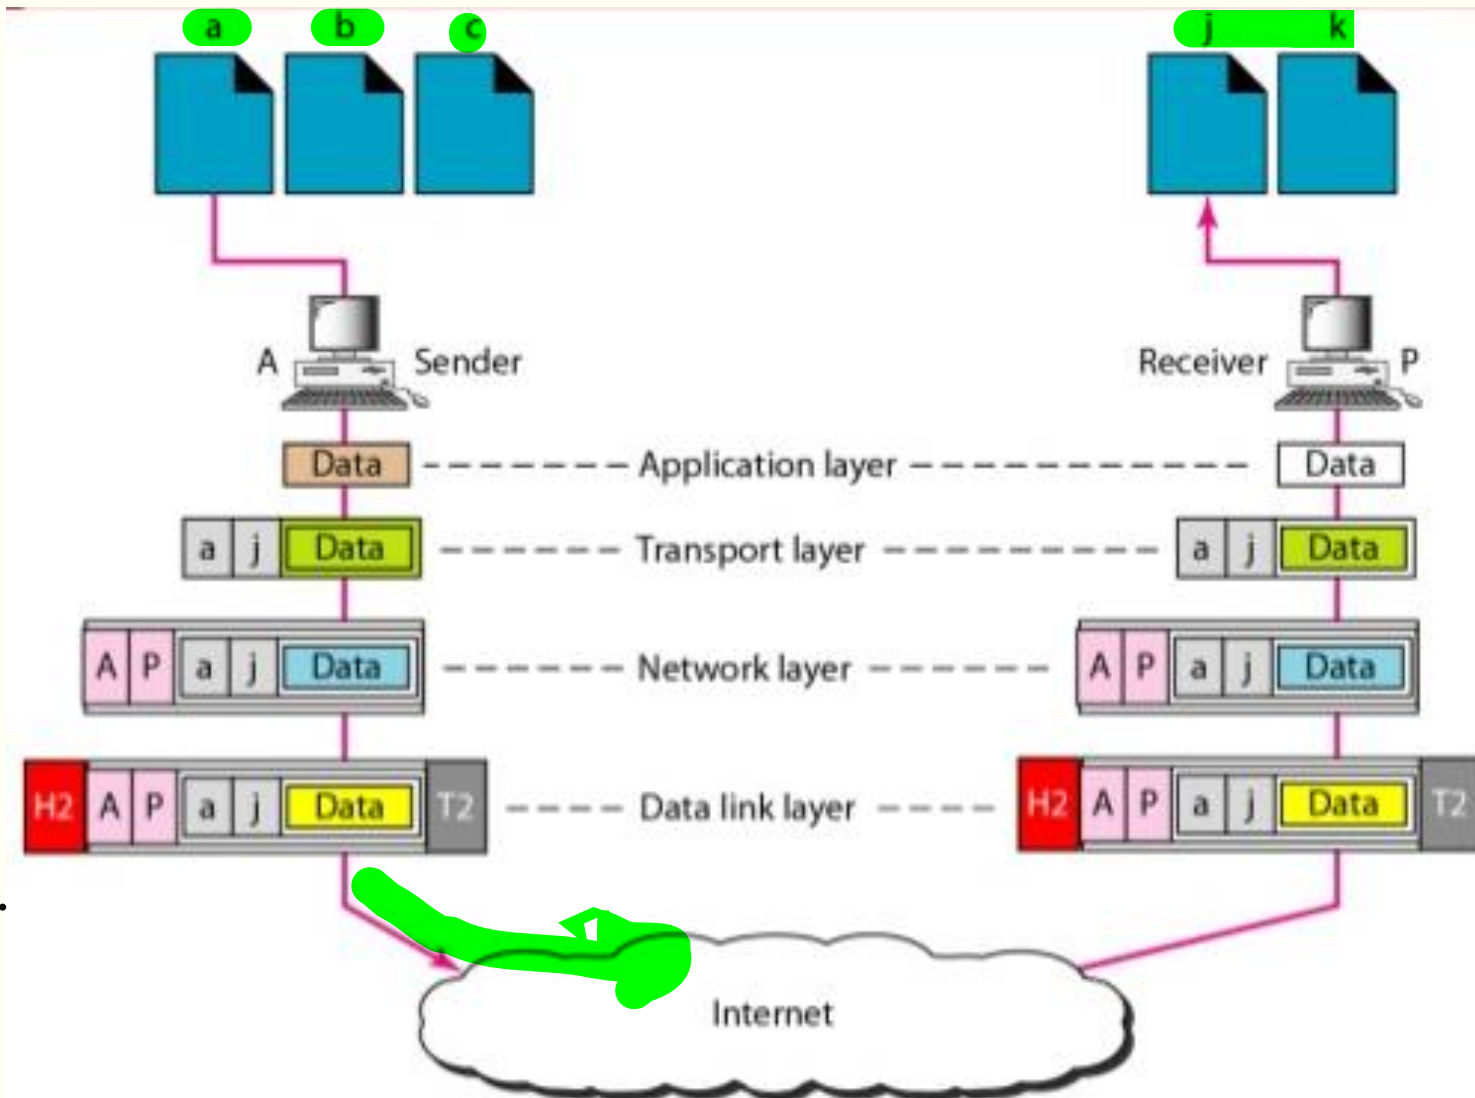 a b c j k
A Sender Receiver P
Data Application layer Data
a j Data Transport layer a j Data
A P a j Data Network layer A P a j Data
H2 A P a j Data T2 Data link layer H2 A P a j Data T2
Internet